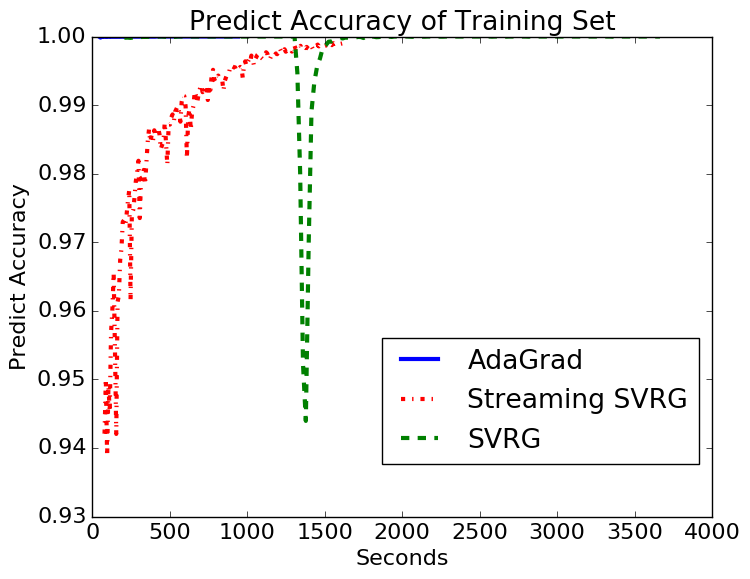 Predict Accuracy of Training Set
1.00
0.99
0.98
0.97
0.96
0.95
0.94
0.93
Predict Accuracy
AdaGrad
Streaming SVRG
SVRG
0 500 1000 1500 2000 2500 3000 3500 4000
Seconds